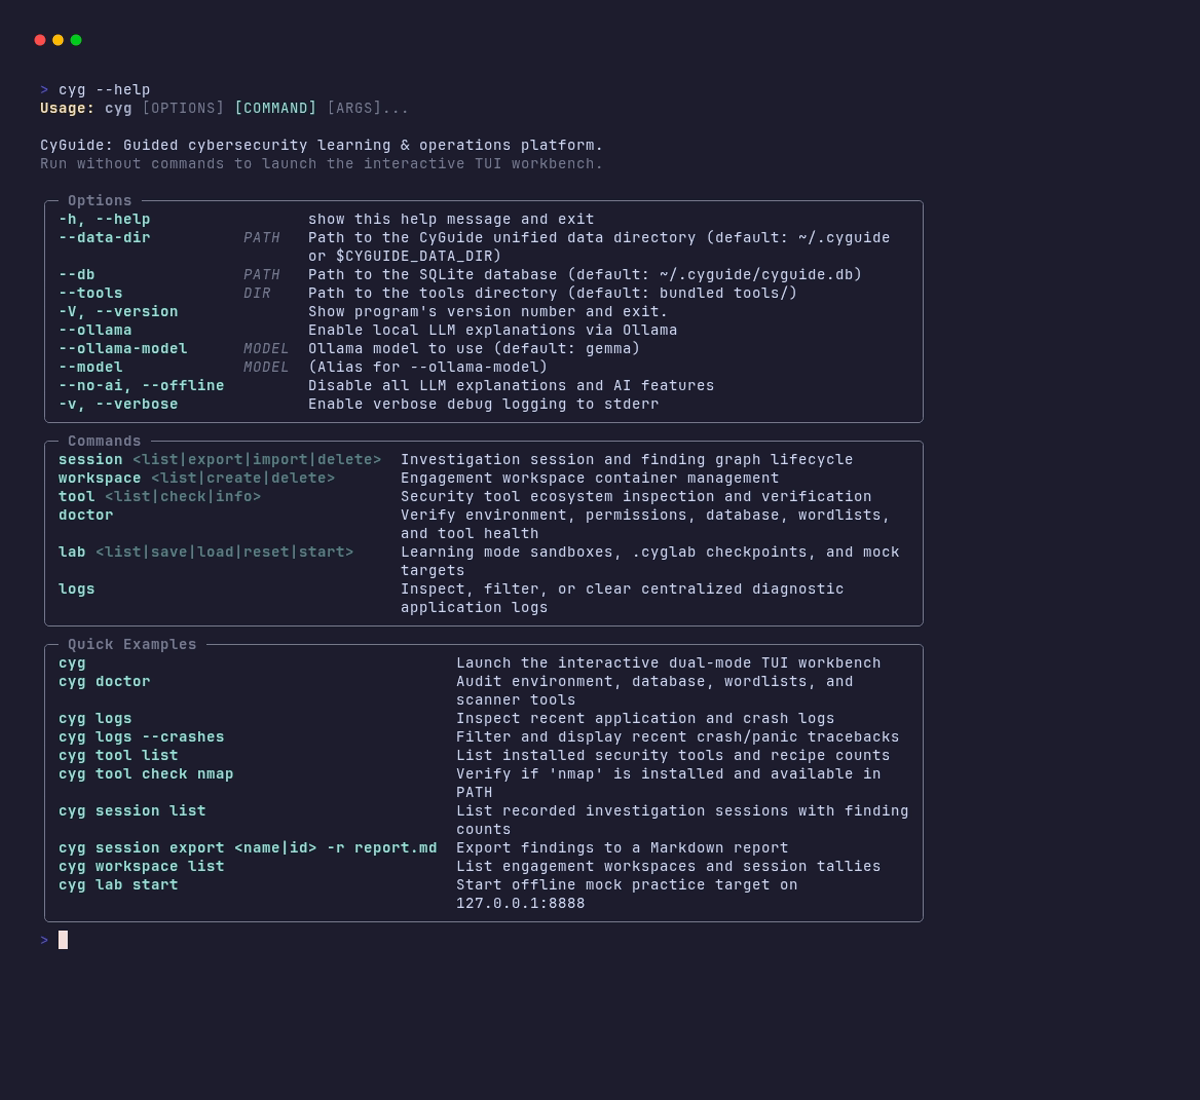 > cyg --help
Usage: cyg [OPTIONS] [COMMAND] [ARGS]...
CyGuide: Guided cybersecurity learning & operations platform.
Run without commands to launch the interactive TUI workbench.
Options
-h, --help show this help message and exit
--data-dir PATH Path to the CyGuide unified data directory (default: ~/.cyguide
or $CYGUIDE_DATA_DIR)
--db PATH Path to the SQLite database (default: ~/.cyguide/cyguide.db)
--tools DIR Path to the tools directory (default: bundled tools/)
-V, --version Show program's version number and exit.
--ollama Enable local LLM explanations via Ollama
--ollama-model MODEL Ollama model to use (default: gemma)
--model MODEL (Alias for --ollama-model)
--no-ai, --offline Disable all LLM explanations and AI features
-v, --verbose Enable verbose debug logging to stderr
Commands
session <list|export|import|delete> Investigation session and finding graph lifecycle
workspace <list|create|delete> Engagement workspace container management
tool <list|check|info> Security tool ecosystem inspection and verification
doctor Verify environment, permissions, database, wordlists,
and tool health
lab <list|save|load|reset|start> Learning mode sandboxes, .cyglab checkpoints, and mock
targets
logs Inspect, filter, or clear centralized diagnostic
application logs
Quick Examples
cyg Launch the interactive dual-mode TUI workbench
cyg doctor Audit environment, database, wordlists, and
scanner tools
cyg logs Inspect recent application and crash logs
cyg logs --crashes Filter and display recent crash/panic tracebacks
cyg tool list List installed security tools and recipe counts
cyg tool check nmap Verify if 'nmap' is installed and available in
PATH
cyg session list List recorded investigation sessions with finding
counts
cyg session export <name|id> -r report.md Export findings to a Markdown report
cyg workspace list List engagement workspaces and session tallies
cyg lab start Start offline mock practice target on
127.0.0.1:8888
>